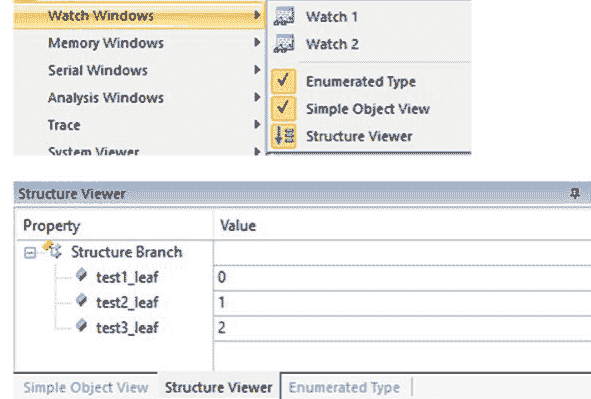 Watch Windows
Watch 1
Memory Windows
Watch 2
Serial Windows
Analysis Windows
Enumerated Type
Trace
Simple Object View
System Viewer
Structure Viewer
Structure Viewer
Property Value
Structure Branch
test1_leaf 0
test2_leaf 1
test3_leaf 2
Simple Object View Structure Viewer Enumerated Type